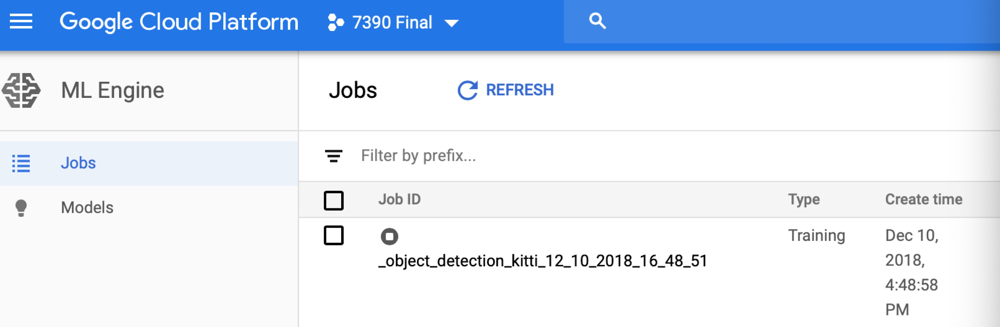 Google Cloud Platform
7390 Final
ML Engine
Jobs
REFRESH
Jobs
Models
Filter by prefix...
Job ID
Type
Create time
_object_detection_kitti_12_10_2018_16_48_51
Training
Dec 10,
2018,
4:48:58
PM